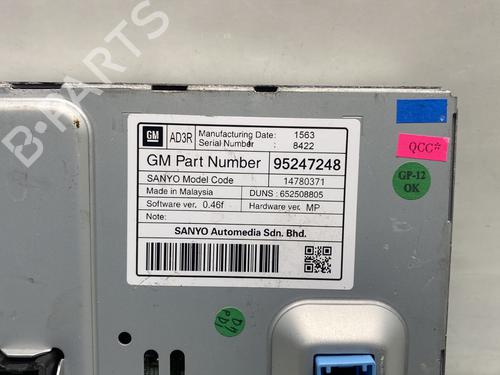 B-PARTS
GM
AD3R
Manufacturing Date: 1563
Serial Number: 8422
GM Part Number 95247248
SANYO Model Code 14780371
Made in Malaysia DUNS : 652508805
Software ver. 0.46f Hardware ver. MP
Note:
SANYO Automedia Sdn. Bhd.
QCC☆
GP-12
OK